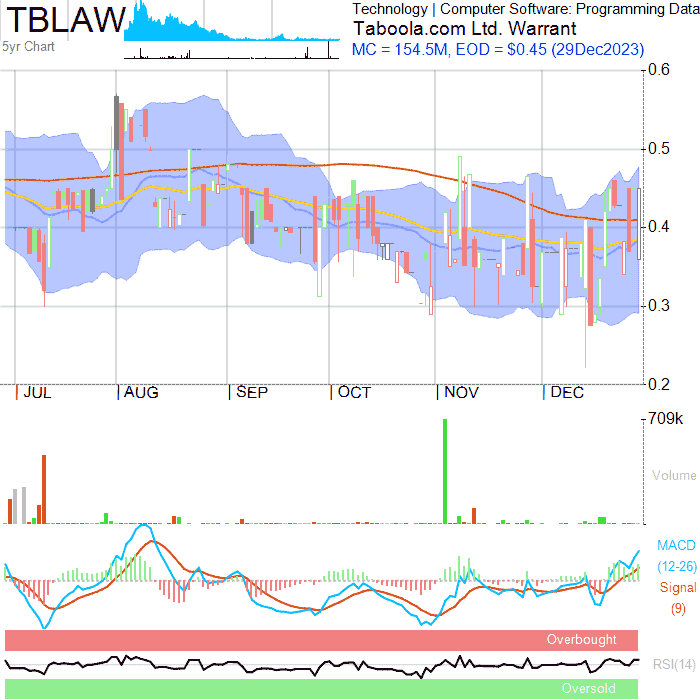 TBLAW
5yr Chart
Technology | Computer Software: Programming Data
Taboola.com Ltd. Warrant
MC = 154.5M, EOD = $0.45 (29Dec2023)
0.6
0.5
0.4
0.3
0.2
JUL AUG SEP OCT NOV DEC
709k
Volume
MACD
(12-26)
Signal
(9)
Overbought
RSI(14)
Oversold